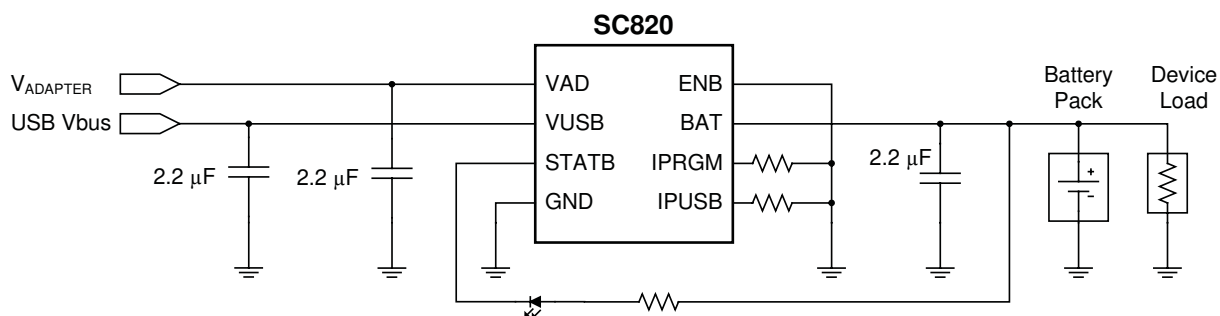 SC820
V_ADAPTER
USB Vbus
2.2 μF
2.2 μF
VAD
VUSB
STATB
GND
ENB
BAT
IPRGM
IPUSB
2.2 μF
Battery
Pack
Device
Load
+
-